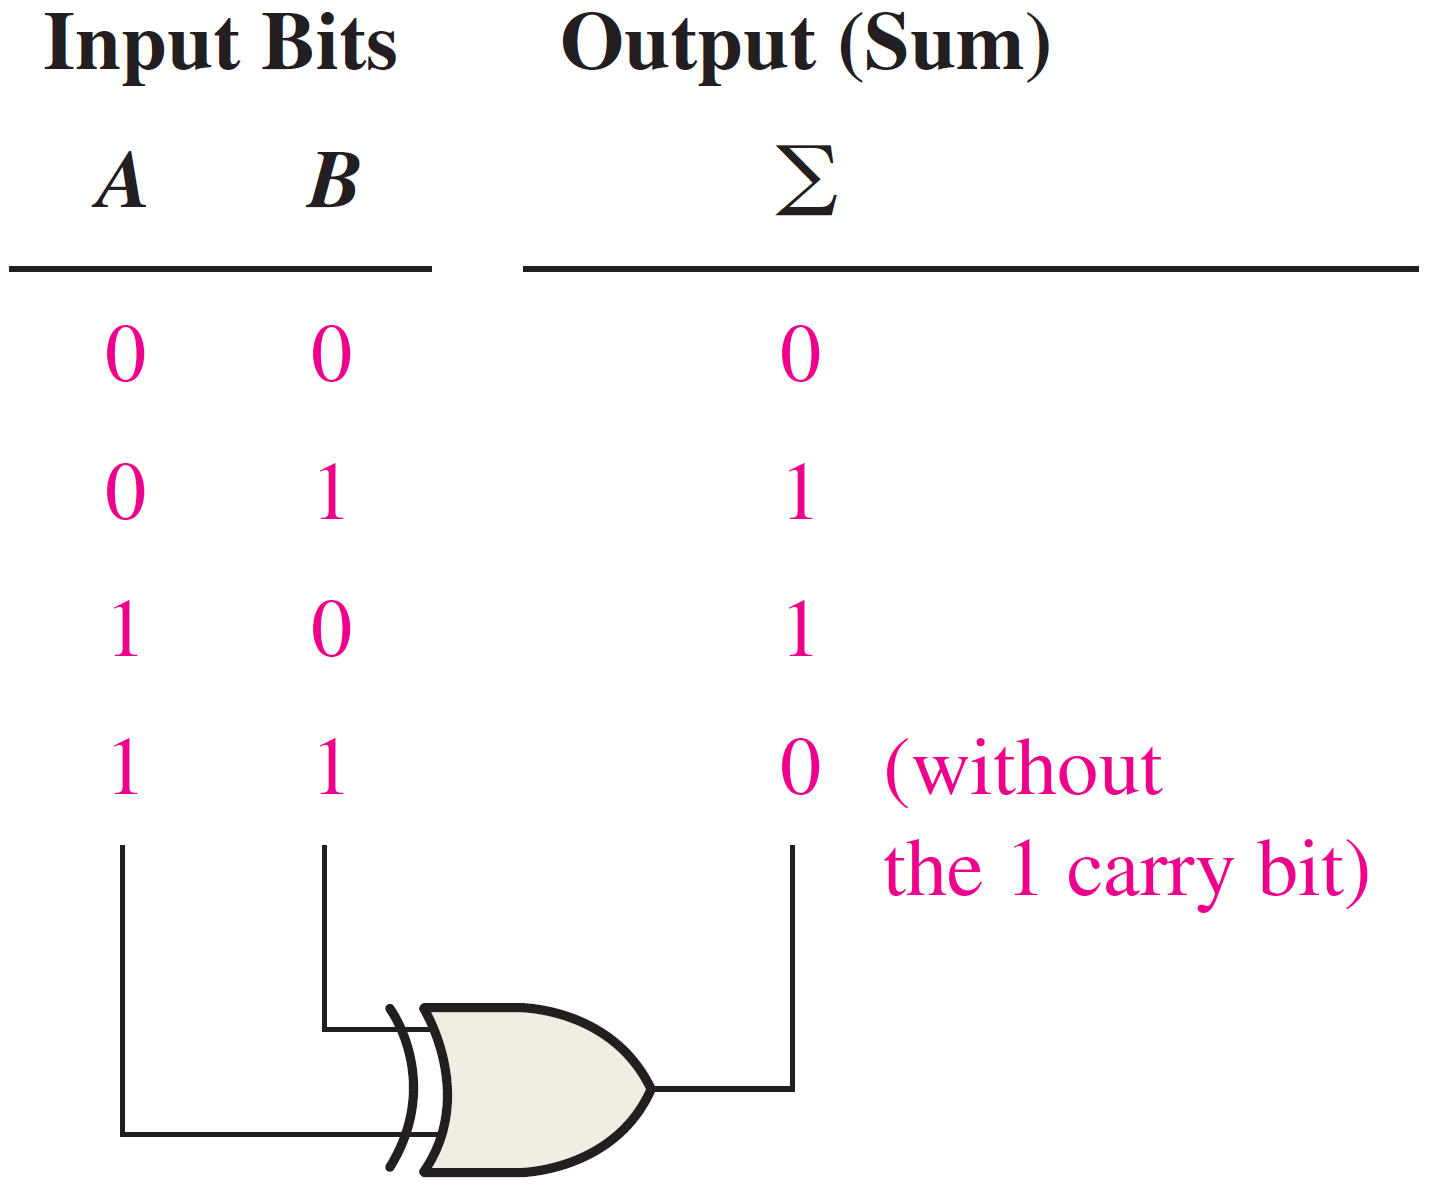 Input Bits Output (Sum)
A B Σ
0 0 0
0 1 1
1 0 1
1 1 0 (without
the 1 carry bit)